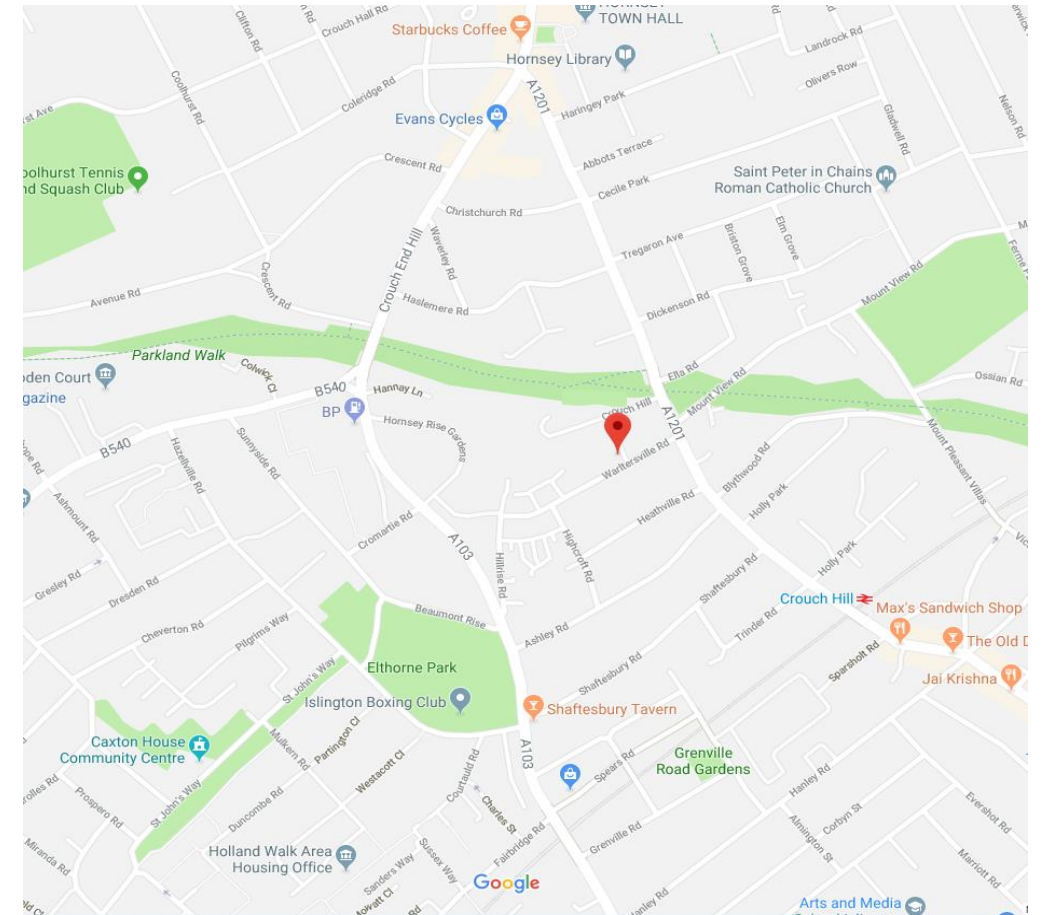 TOWN HALL
Crouch Hall Rd
Clifton Rd
Starbucks Coffee
Landrock Rd
Hornsey Library
Coolhurst Rd
Olivers Row
A1201
Coleridge Rd
Haringey Park
Nelson Rd
Evans Cycles
Gladwell Rd
Abbots Terrace
Crescent Rd
oolhurst Tennis
nd Squash Club
Saint Peter in Chains
Roman Catholic Church
Cecile Park
Christchurch Rd
Elm Grove
Briston Grove
Waverley Rd
Tregaron Ave
Crouch End Hill
Crescent Rd
Mount View Rd
Avenue Rd
Haslemere Rd
Dickenson Rd
Parkland Walk
Colwick Cl
Ella Rd
Ossian Rd
oden Court
gazine
B540
Hannay Ln
Mount View Rd
BP
Crouch Hill
Hornsey Rise Gardens
A1201
B540
Sunnyside Rd
Hazellville Rd
Warltersville Rd
Blythwood Rd
Mount Pleasant Villas
Holly Park
Ashmount Rd
Heathville Rd
Cromartie Rd
A103
Highcroft Rd
Holly Park
Hillrise Rd
Gresley Rd
Dresden Rd
Shaftesbury Rd
Crouch Hill
Max's Sandwich Shop
Beaumont Rise
Trinder Rd
Cheverton Rd
Pilgrims Way
Ashley Rd
The Old D
Sparsholt Rd
Elthorne Park
St John's Way
Shaftesbury Rd
Jai Krishna
Islington Boxing Club
Shaftesbury Tavern
Caxton House
Community Centre
Mulkern Rd
Partington Cl
A103
Grenville
Road Gardens
Westacott Cl
Spears Rd
Courtauld Rd
Hanley Rd
Prospero Rd
St John's Way
Duncombe Rd
Charles St
Almington St
Corbyn St
Evershot Rd
Miranda Rd
Holland Walk Area
Housing Office
Fairbridge Rd
Grenville Rd
Sussex Way
Sanders Way
Marriott Rd
Google
Arts and Media